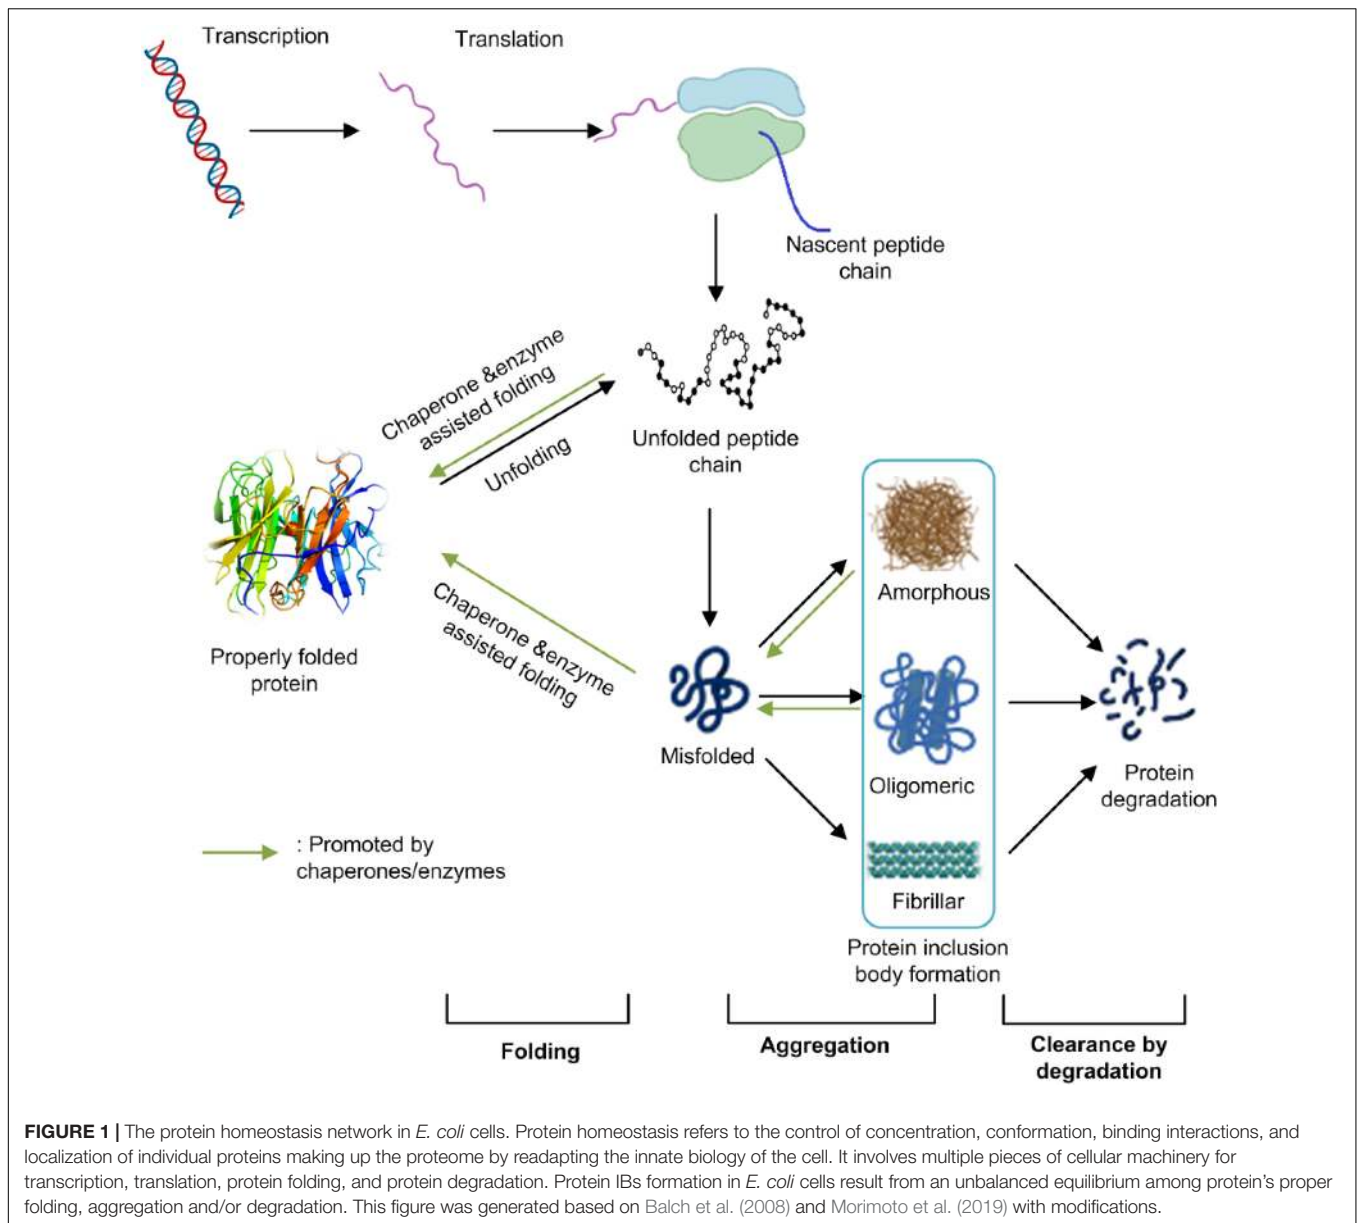 Transcription
Translation
Nascent peptide
chain
Chaperone &enzyme
assisted folding
Unfolding
Unfolded peptide
chain
Amorphous
Chaperone &enzyme
assisted folding
Properly folded
protein
Misfolded
Oligomeric
Protein
degradation
: Promoted by
chaperones/enzymes
Fibrillar
Protein inclusion
body formation
Folding
Aggregation
Clearance by
degradation
FIGURE 1 | The protein homeostasis network in E. coli cells. Protein homeostasis refers to the control of concentration, conformation, binding interactions, and
localization of individual proteins making up the proteome by readapting the innate biology of the cell. It involves multiple pieces of cellular machinery for
transcription, translation, protein folding, and protein degradation. Protein IBs formation in E. coli cells result from an unbalanced equilibrium among protein's proper
folding, aggregation and/or degradation. This figure was generated based on Balch et al. (2008) and Morimoto et al. (2019) with modifications.